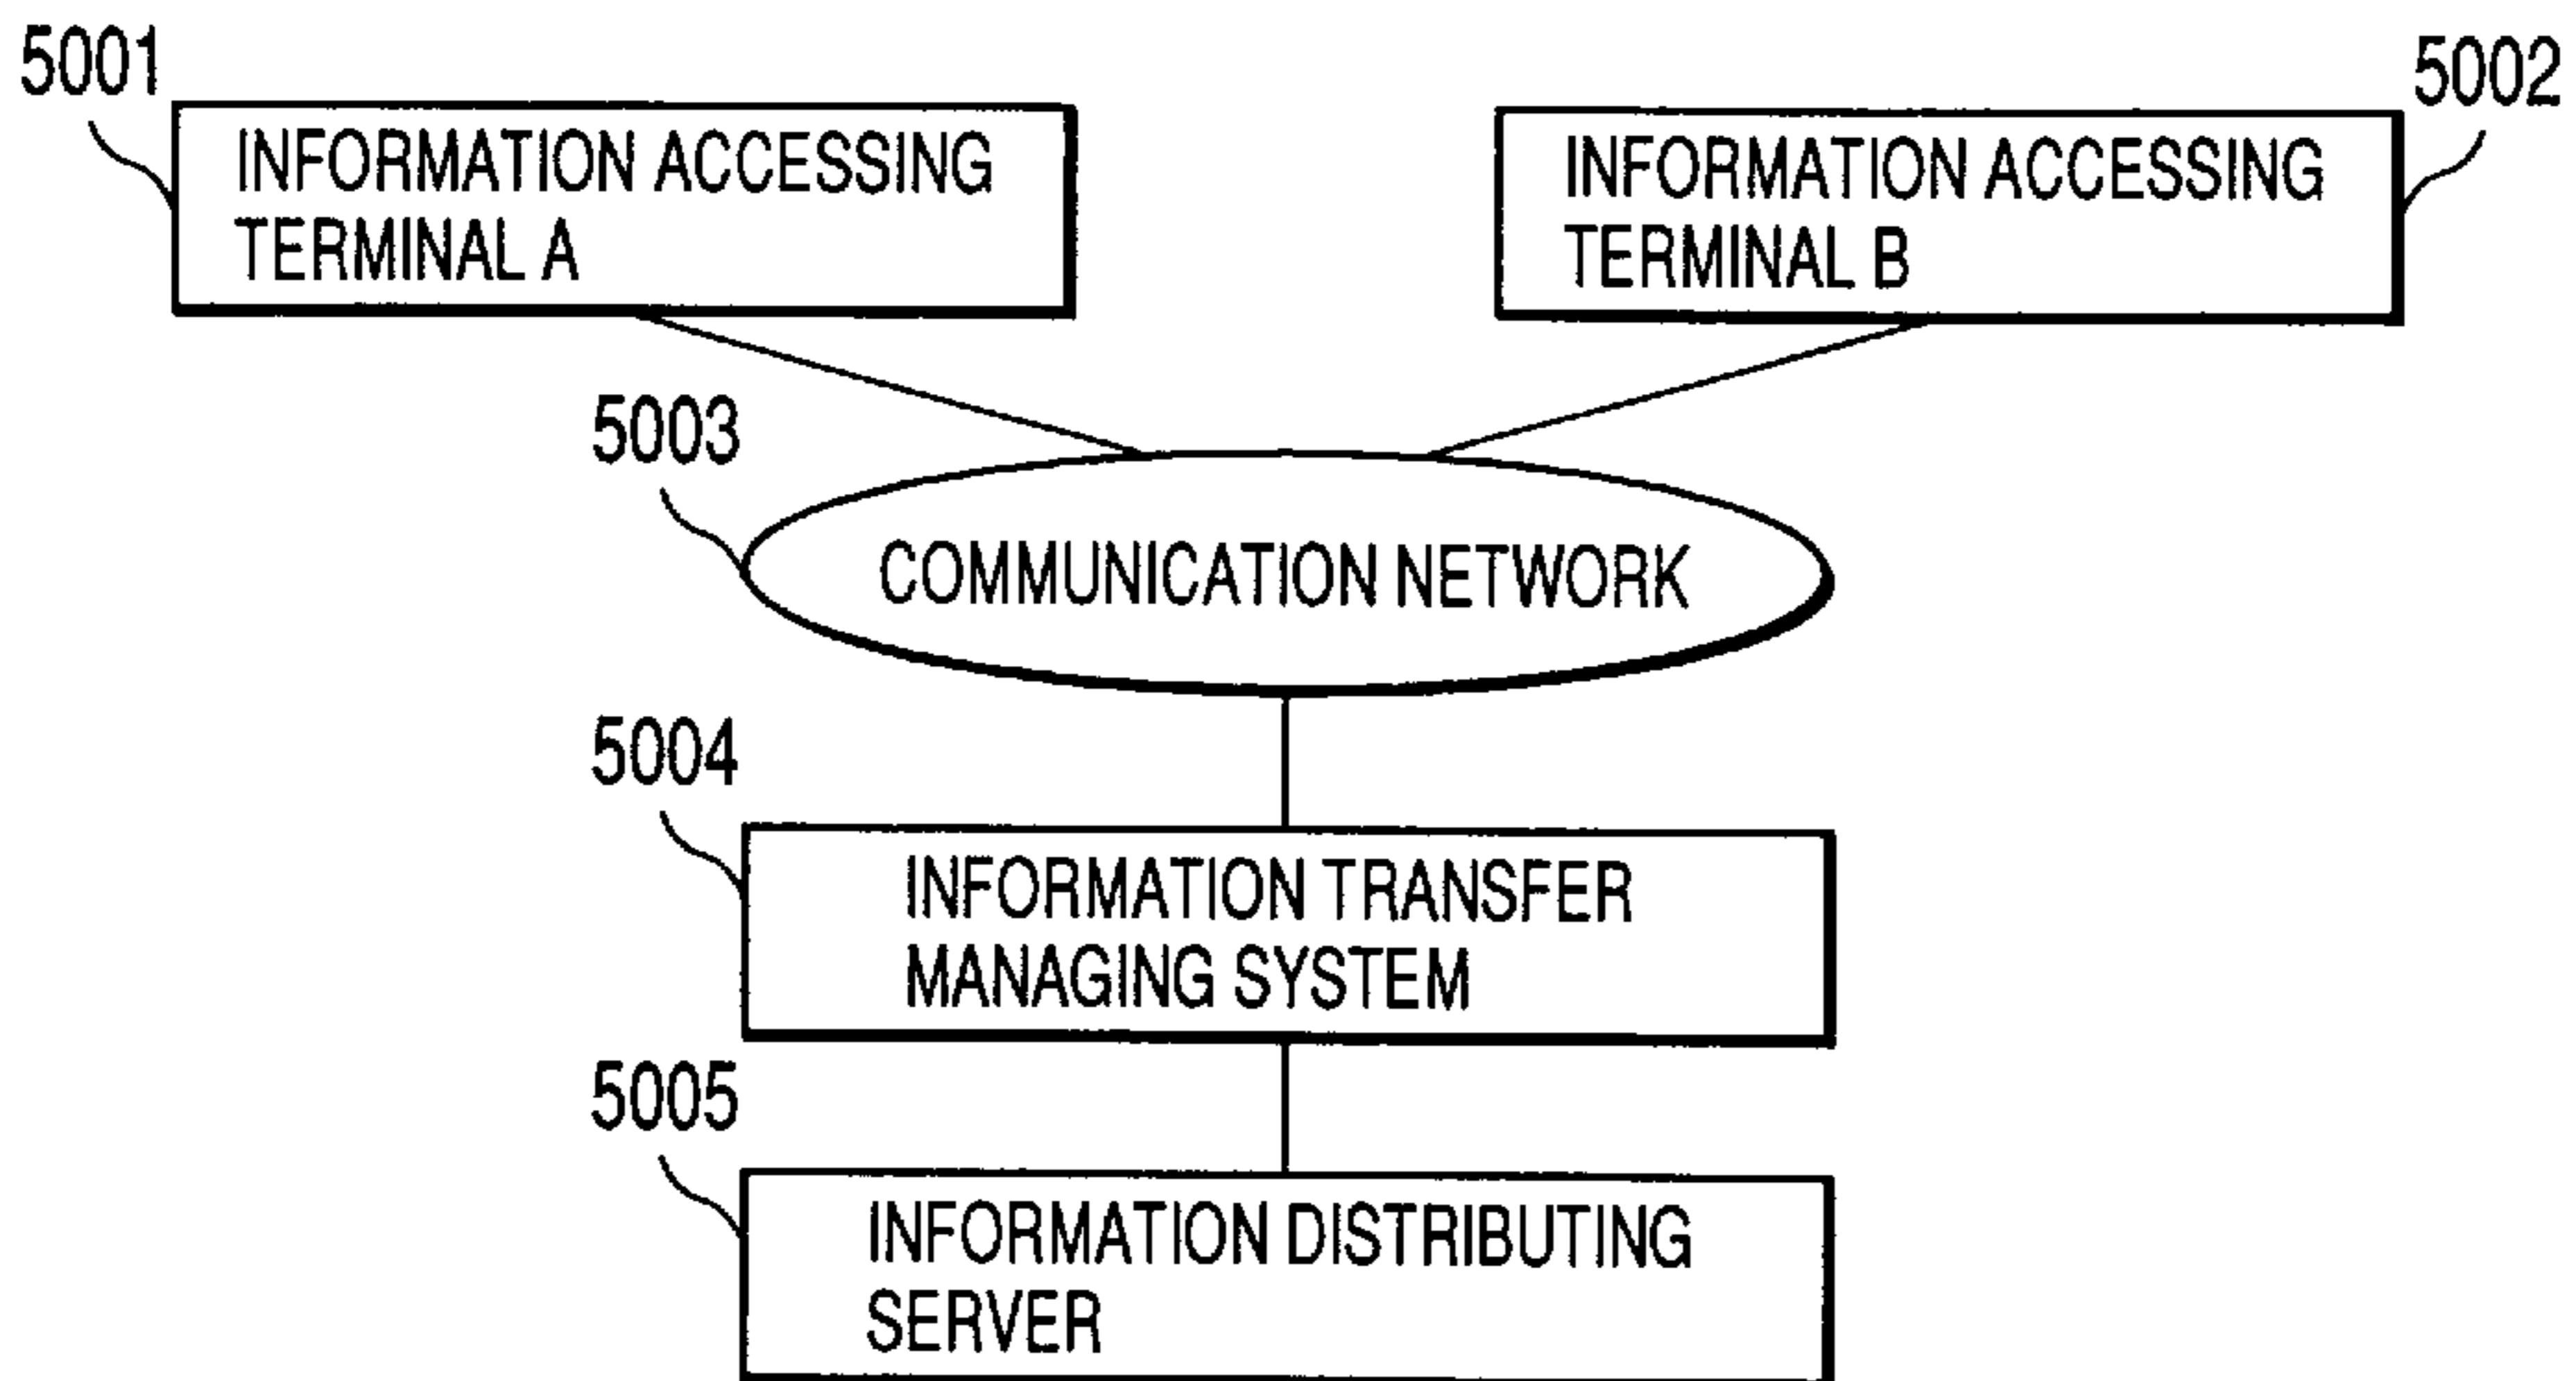 5001
5002
INFORMATION ACCESSING
TERMINAL A
INFORMATION ACCESSING
TERMINAL B
5003
COMMUNICATION NETWORK
5004
INFORMATION TRANSFER
MANAGING SYSTEM
5005
INFORMATION DISTRIBUTING
SERVER